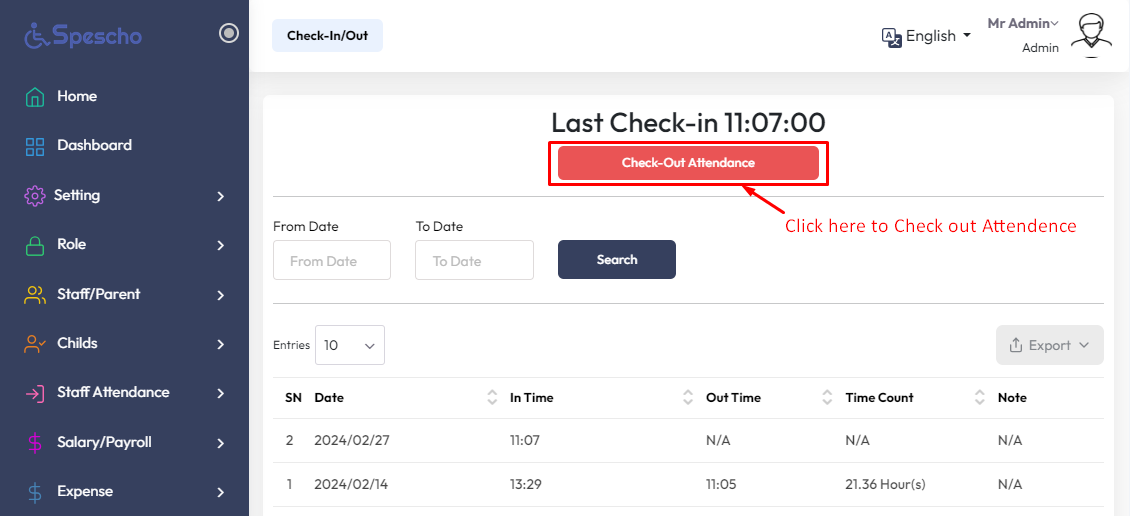 Spescho
Home
Dashboard
Setting
Role
Staff/Parent
Childs
Staff Attendance
Salary/Payroll
Expense
Check-In/Out
English
Mr Admin
Admin
Last Check-in 11:07:00
Check-Out Attendance
Click here to Check out Attendence
From Date To Date
From Date To Date Search
Entries 10 Export
SN Date In Time Out Time Time Count Note
2 2024/02/27 11:07 N/A N/A N/A
1 2024/02/14 13:29 11:05 21.36 Hour(s) N/A